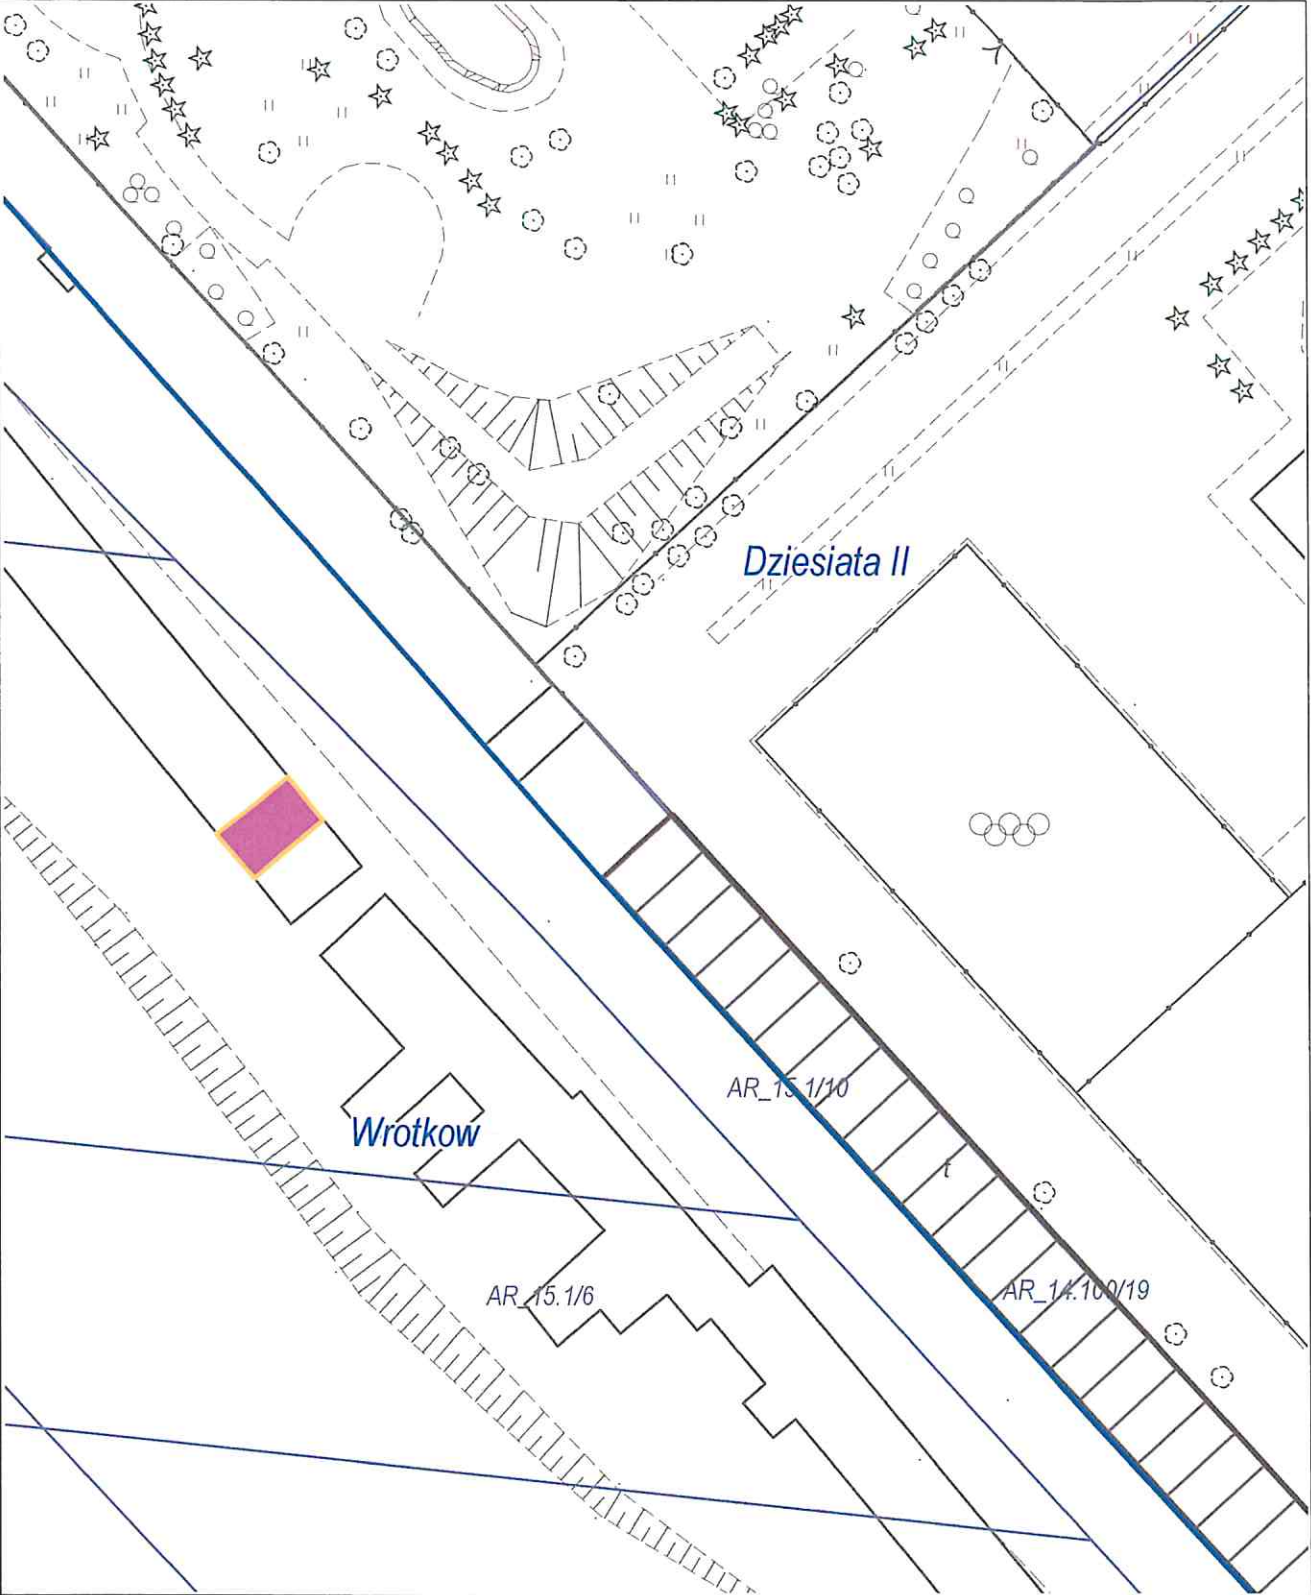 Dziesiata II
AR_15.1/10
Wrotkow
t
AR_15.1/6
AR_14.100/19